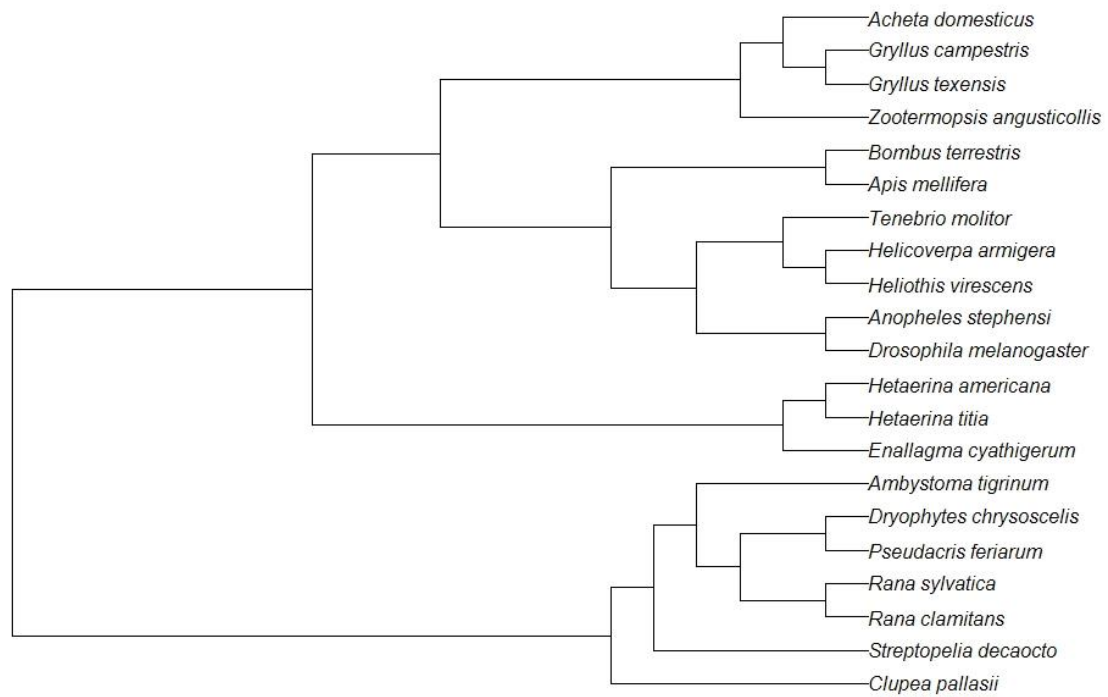 Acheta domesticus
Gryllus campestris
Gryllus texensis
Zootermopsis angusticollis
Bombus terrestris
Apis mellifera
Tenebrio molitor
Helicoverpa armigera
Heliothis virescens
Anopheles stephensi
Drosophila melanogaster
Hetaerina americana
Hetaerina titia
Enallagma cyathigerum
Ambystoma tigrinum
Dryophytes chrysoscelis
Pseudacris feriarum
Rana sylvatica
Rana clamitans
Streptopelia decaocto
Clupea pallasii